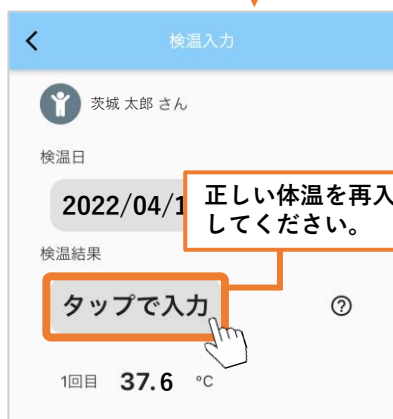 検温入力
茨城 太郎 さん
検温日
2022/04/1
正しい体温を再入
してください。
検温結果
タップで入力
1回目 37.6 °C